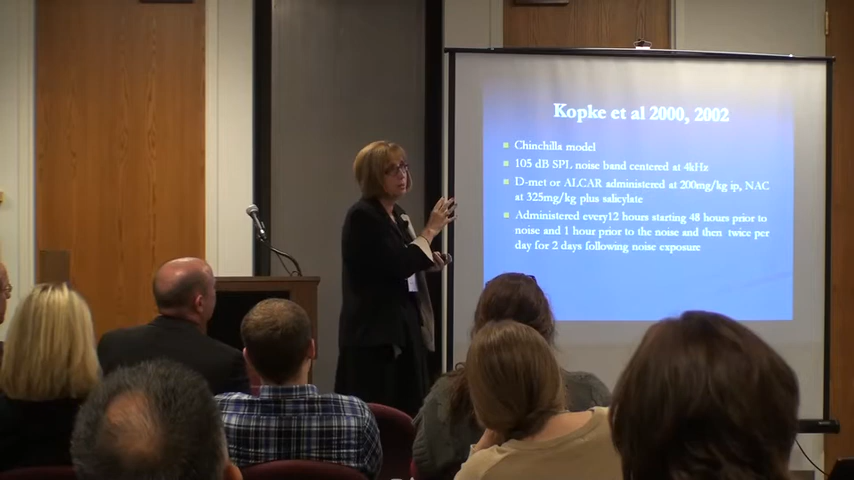 Kopke et al 2000, 2002
Chinchilla model
105 dB SPL noise band centered at 4kHz
D-met or ALCAR administered at 200mg/kg ip, NAC
at 325mg/kg plus salicylate
Administered every12 hours starting 48 hours prior to
noise and 1 hour prior to the noise and then twice per
day for 2 days following noise exposure